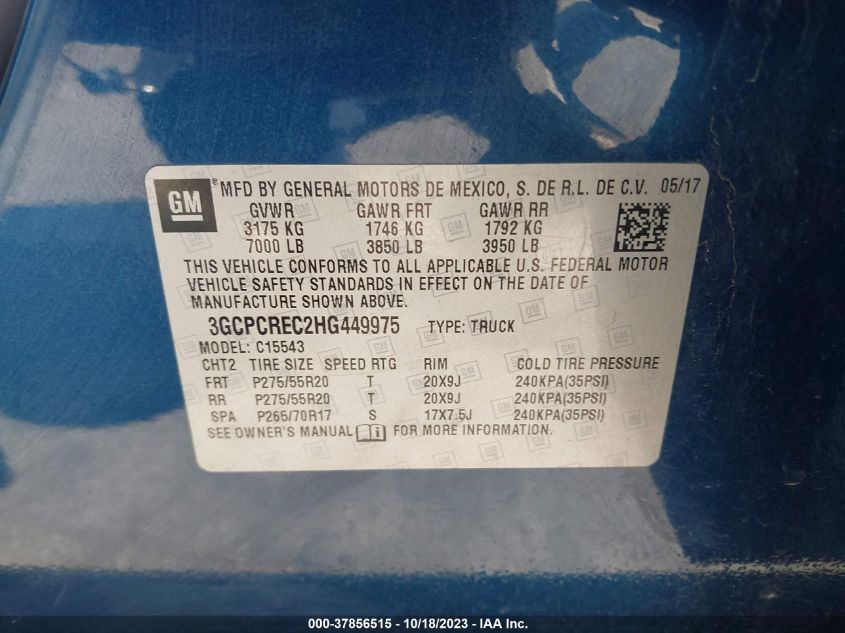 GM MFD BY GENERAL MOTORS DE MEXICO, S. DE R.L. DE C.V. 05/17
GVWR GAWR FRT GAWR RR
3175 KG 1746 KG 1792 KG
7000 LB 3850 LB 3950 LB
THIS VEHICLE CONFORMS TO ALL APPLICABLE U.S. FEDERAL MOTOR
VEHICLE SAFETY STANDARDS IN EFFECT ON THE DATE OF
MANUFACTURE SHOWN ABOVE.
3GCPCREC2HG449975 TYPE: TRUCK
MODEL: C15543
CHT2 TIRE SIZE SPEED RTG RIM COLD TIRE PRESSURE
FRT P275/55R20 T 20X9J 240KPA(35PSI)
RR P275/55R20 T 20X9J 240KPA(35PSI)
SPA P265/70R17 S 17X7.5J 240KPA(35PSI)
SEE OWNER'S MANUAL FOR MORE INFORMATION.
000-37856515 - 10/18/2023 - IAA Inc.